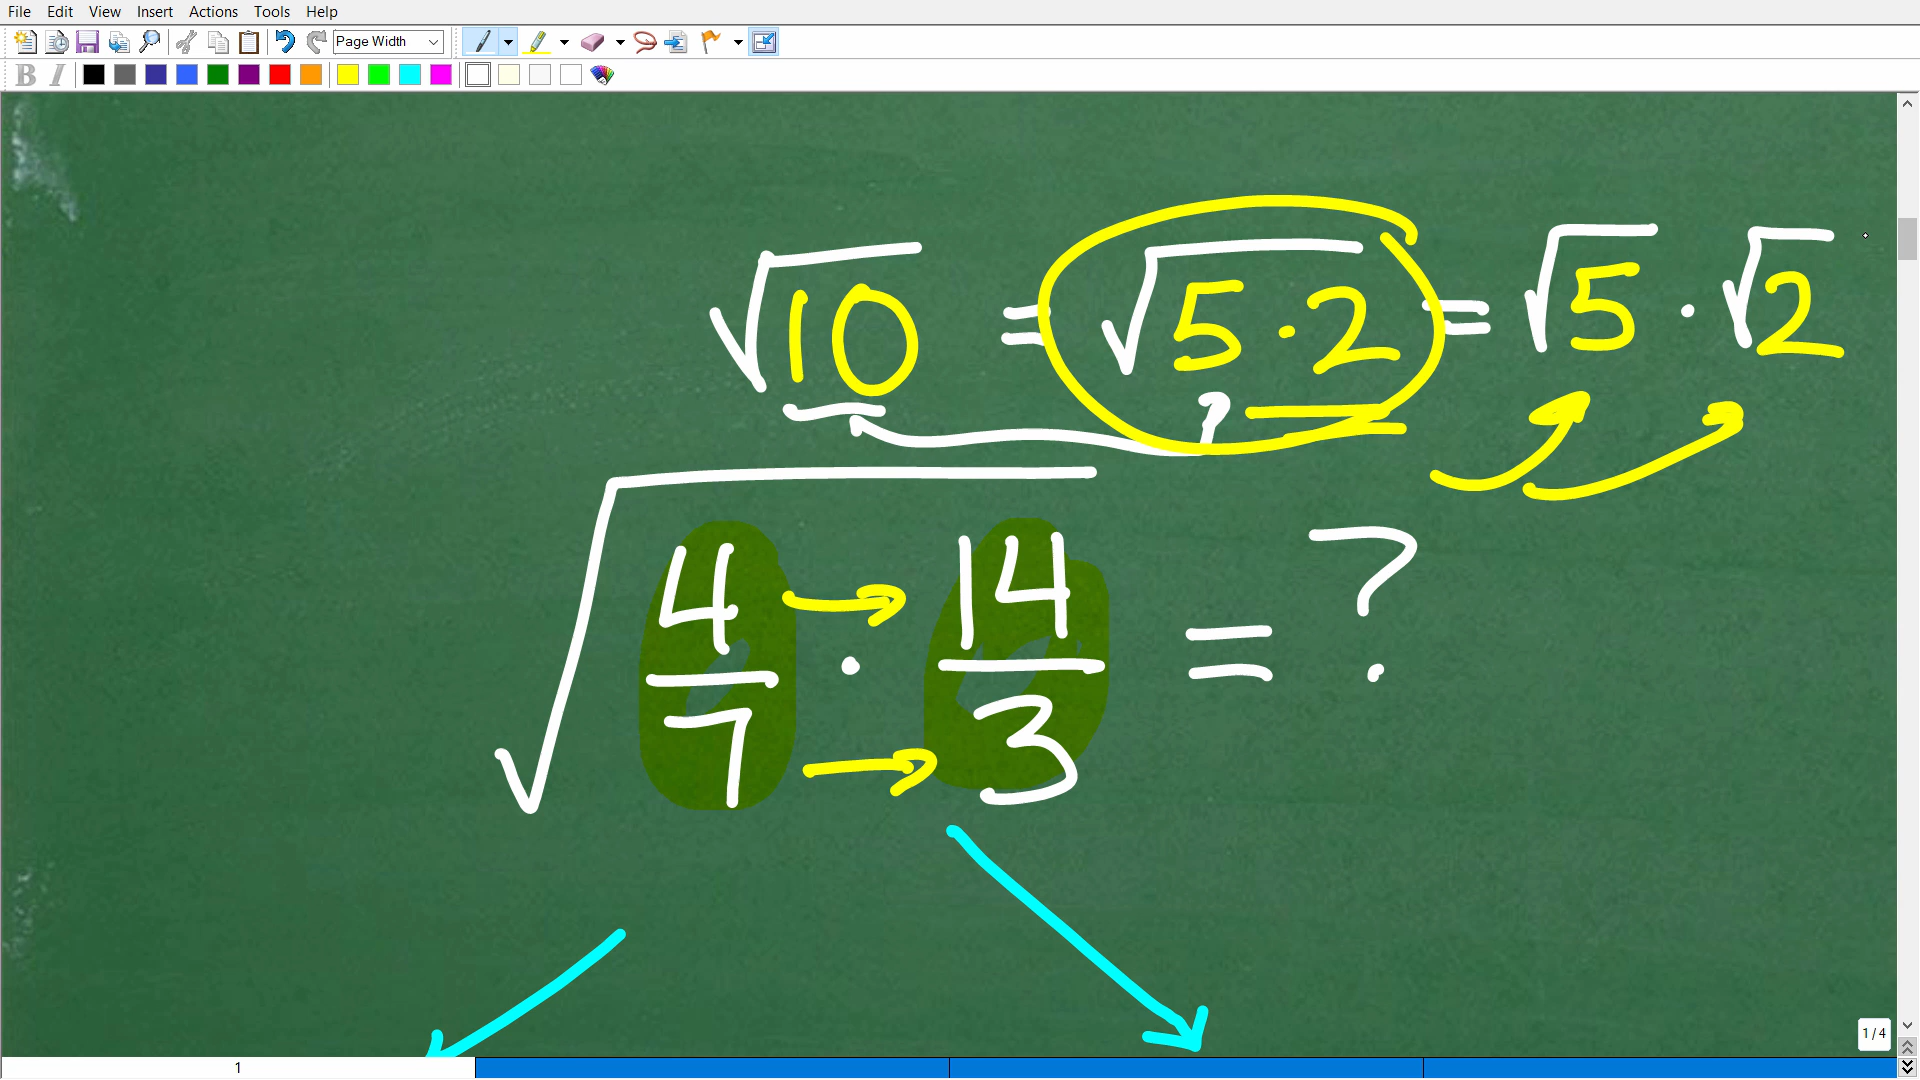 File Edit View Insert Actions Tools Help
Page Width
B I
√10 = √5·2 = √5 · √2
?
√4/7 · 14/3 = ?
1 / 4
1